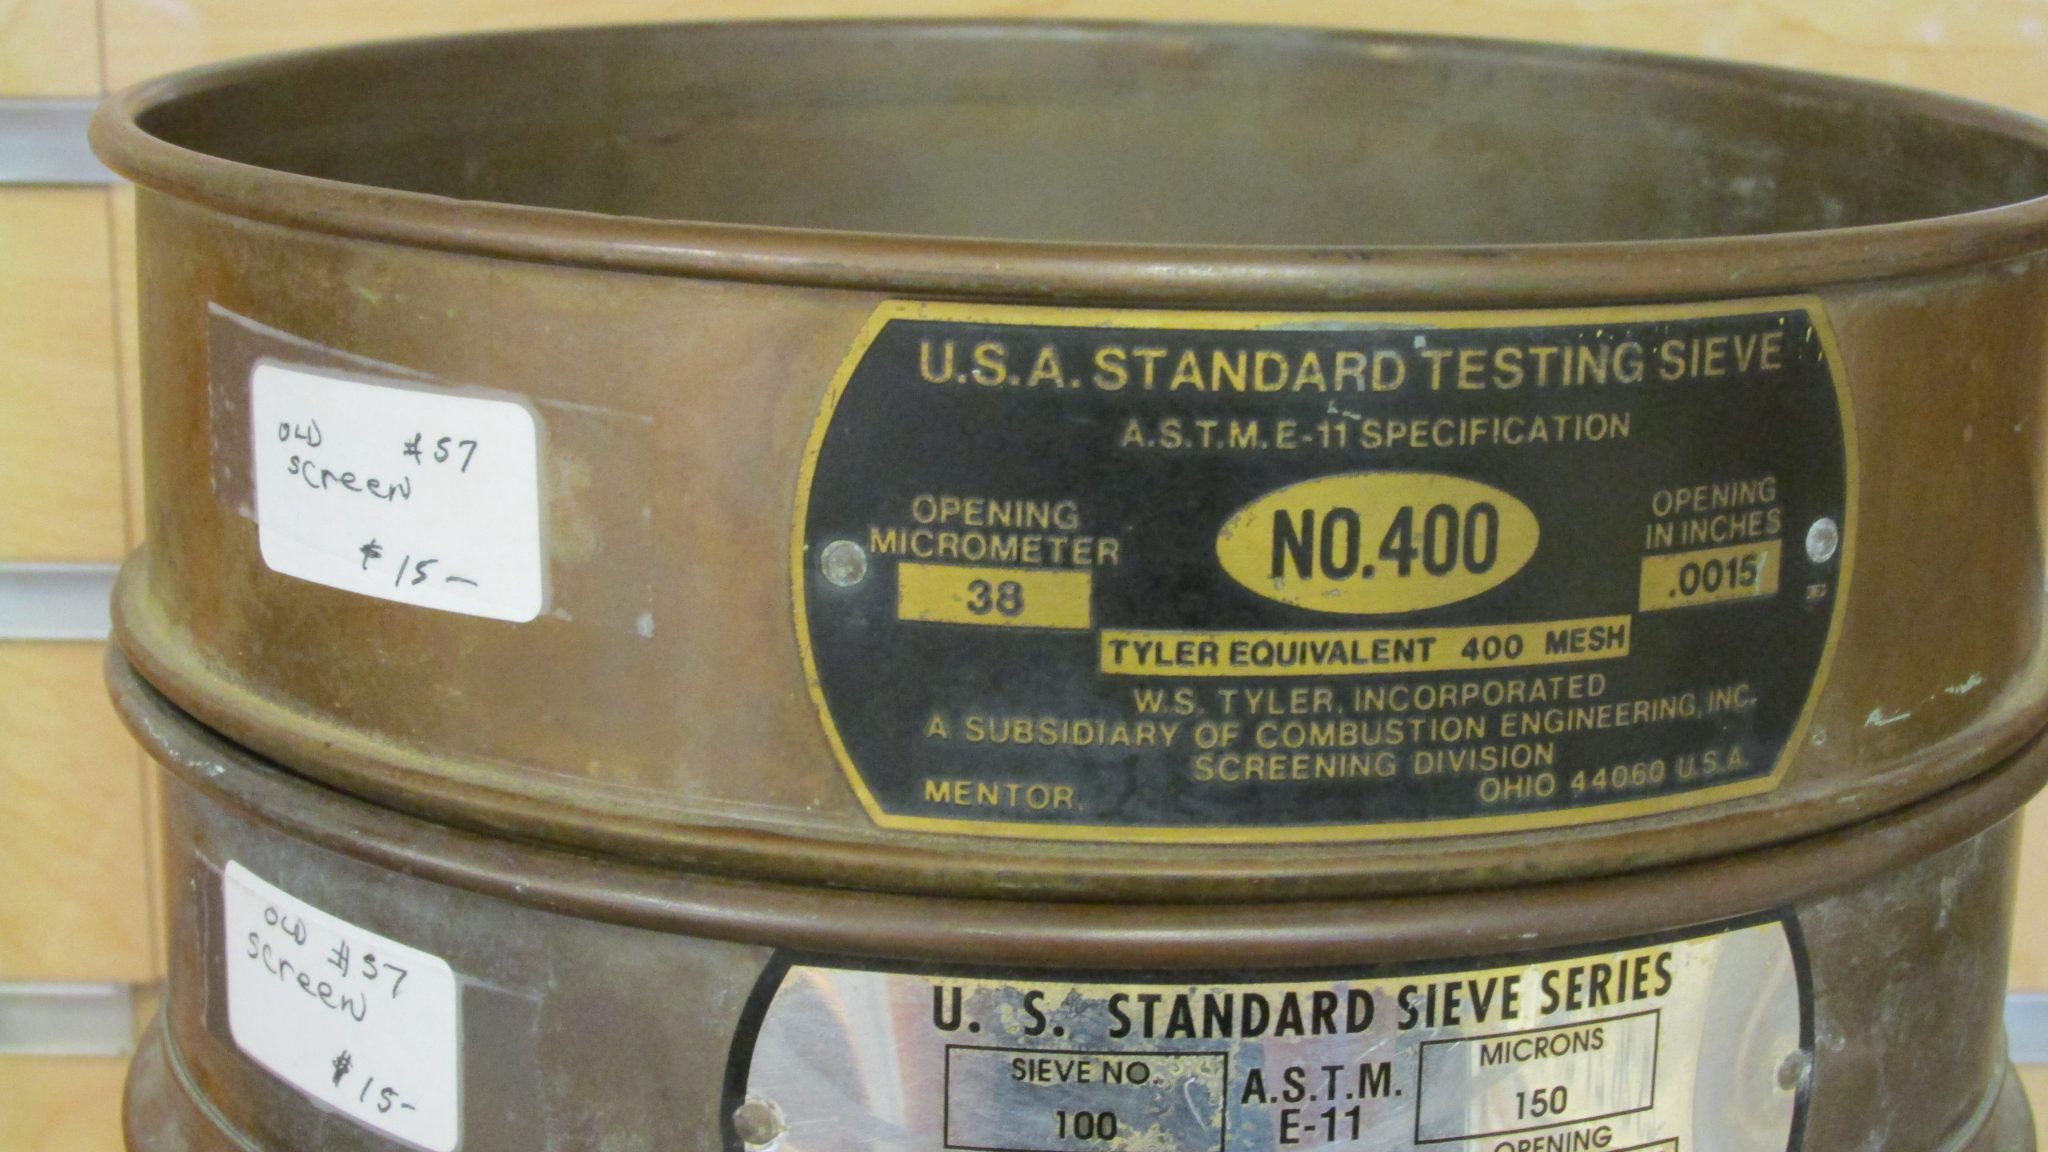 OLD #57
screen
$15-
U.S.A. STANDARD TESTING SIEVE
A.S.T.M. E-11 SPECIFICATION
OPENING
MICROMETER
38
NO.400
OPENING
IN INCHES
.0015
TYLER EQUIVALENT 400 MESH
W.S. TYLER, INCORPORATED
A SUBSIDIARY OF COMBUSTION ENGINEERING, INC.
SCREENING DIVISION
MENTOR, OHIO 44060 U.S.A.
OLD #57
screen
$15-
U. S. STANDARD SIEVE SERIES
SIEVE NO.
100
A.S.T.M.
E-11
MICRONS
150
OPENING